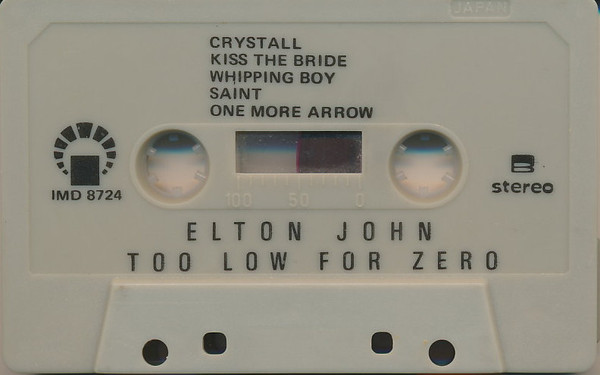 JAPAN
CRYSTALL
KISS THE BRIDE
WHIPPING BOY
SAINT
ONE MORE ARROW
IMD 8724
B
stereo
100 50 0
ELTON JOHN
TOO LOW FOR ZERO